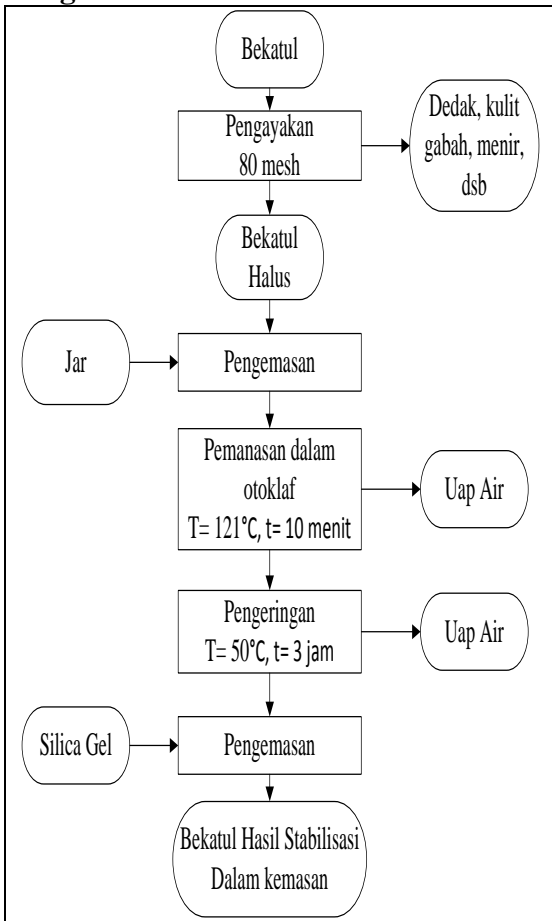 Bekatul
Pengayakan
80 mesh
Dedak, kulit
gabah, menir,
dsb
Bekatul
Halus
Jar
Pengemasan
Pemanasan dalam
otoklaf
T= 121°C, t= 10 menit
Uap Air
Pengeringan
T= 50°C, t= 3 jam
Uap Air
Silica Gel
Pengemasan
Bekatul Hasil Stabilisasi
Dalam kemasan